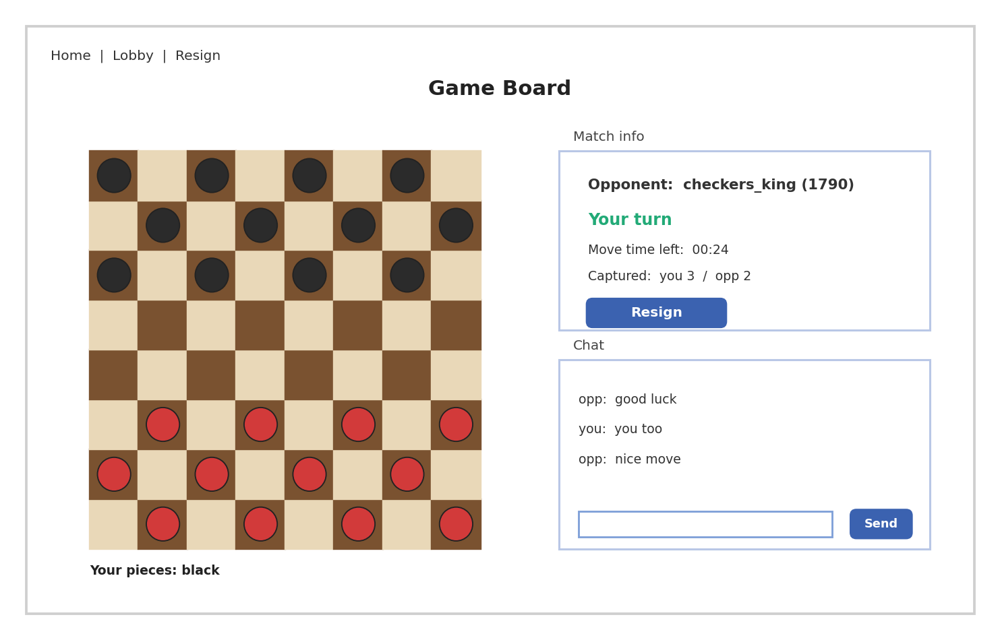 Home | Lobby | Resign
Game Board
Match info
Opponent: checkers_king (1790)
Your turn
Move time left: 00:24
Captured: you 3 / opp 2
Resign
Chat
opp: good luck
you: you too
opp: nice move
Send
Your pieces: black